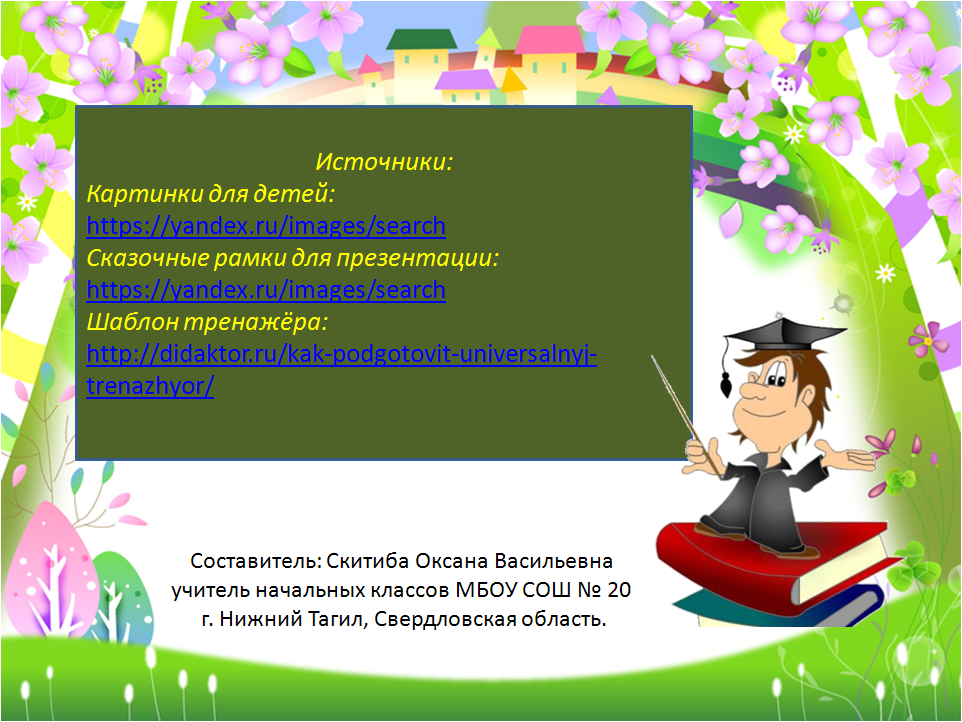 Источники:
Картинки для детей:
https://yandex.ru/images/search
Сказочные рамки для презентации:
https://yandex.ru/images/search
Шаблон тренажёра:
http://didaktor.ru/kak-podgotovit-universalnyj-
trenazhyor/
Составитель: Скитиба Оксана Васильевна
учитель начальных классов МБОУ СОШ № 20
г. Нижний Тагил, Свердловская область.